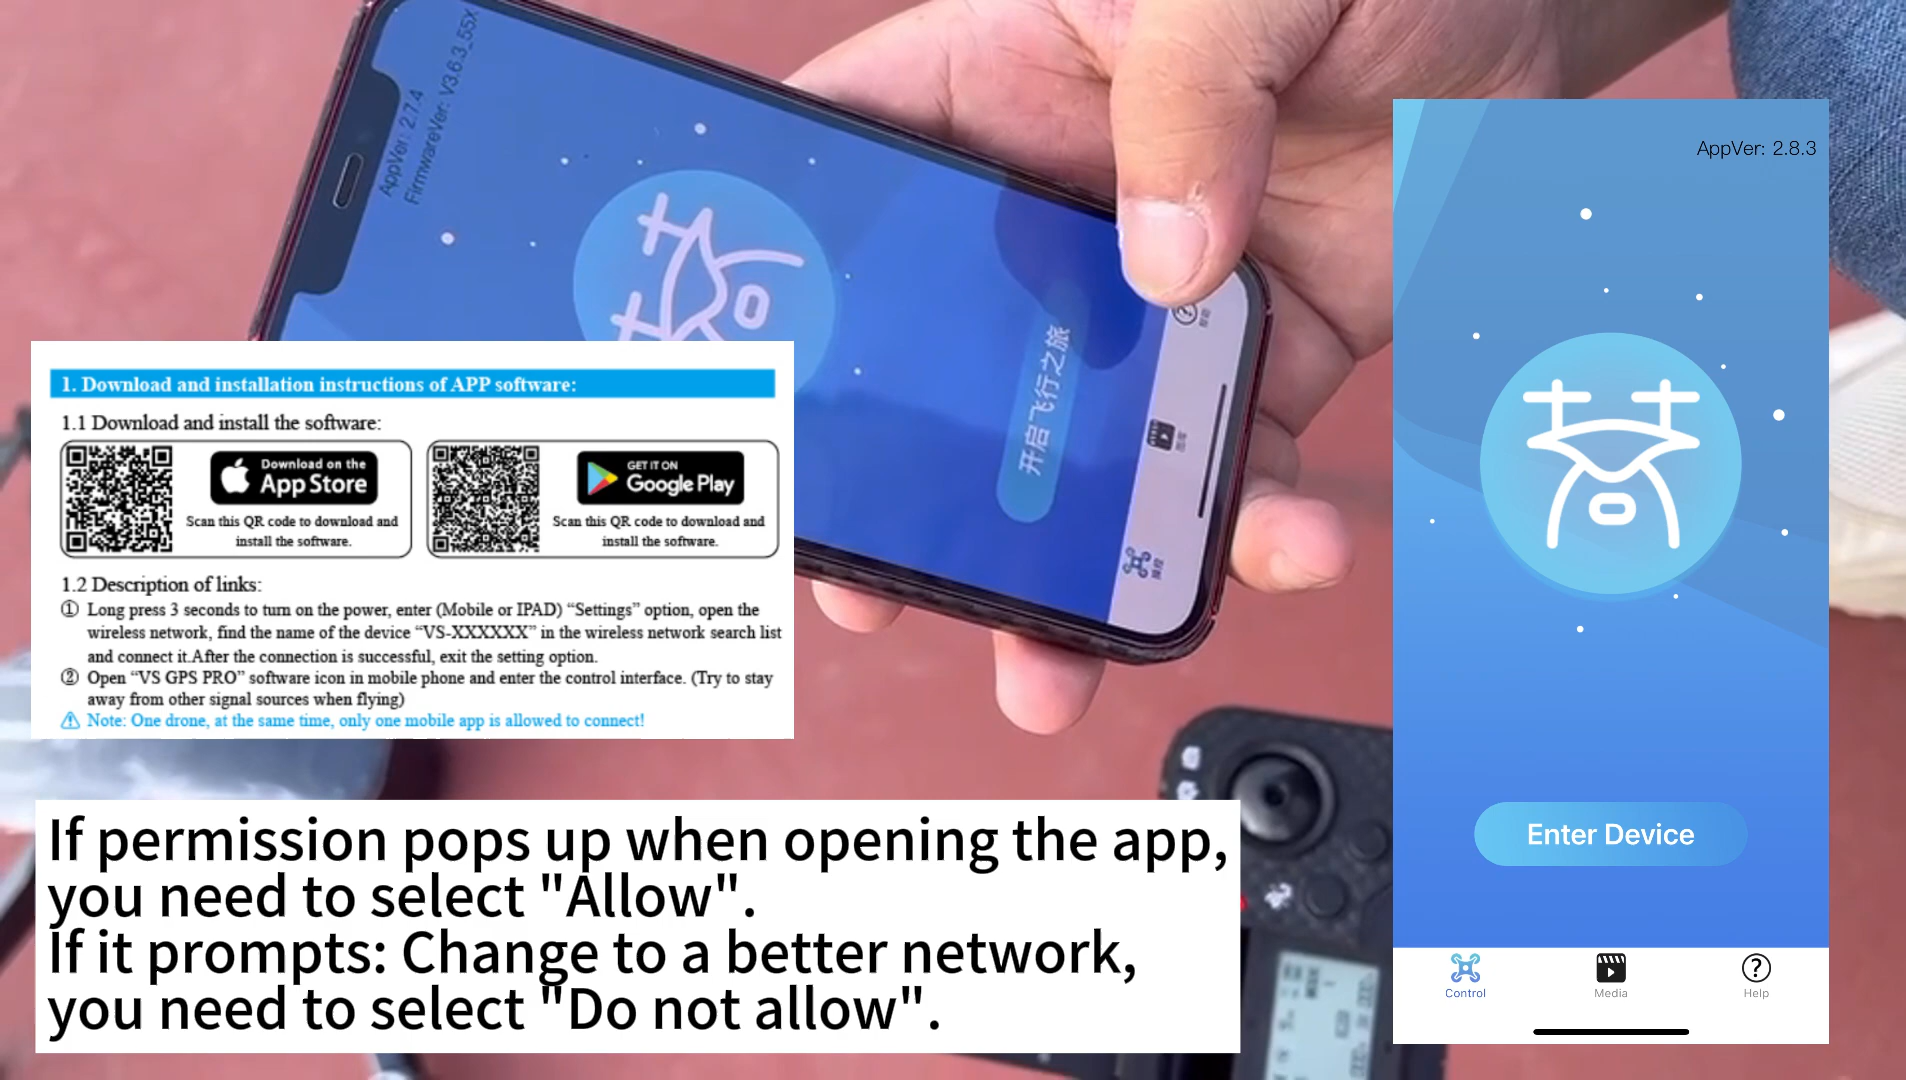 AppVer: 2.7.4
FirmwareVer: V3.6.3_55X
开启飞行之旅
1. Download and installation instructions of APP software:
1.1 Download and install the software:
Download on the
App Store
Scan this QR code to download and
install the software.
GET IT ON
Google Play
Scan this QR code to download and
install the software.
1.2 Description of links:
① Long press 3 seconds to turn on the power, enter (Mobile or IPAD) “Settings” option, open the
wireless network, find the name of the device “VS-XXXXXX” in the wireless network search list
and connect it.After the connection is successful, exit the setting option.
② Open “VS GPS PRO” software icon in mobile phone and enter the control interface. (Try to stay
away from other signal sources when flying)
Note: One drone, at the same time, only one mobile app is allowed to connect!
If permission pops up when opening the app,
you need to select "Allow".
If it prompts: Change to a better network,
you need to select "Do not allow".
AppVer: 2.8.3
Enter Device
Control
Media
Help